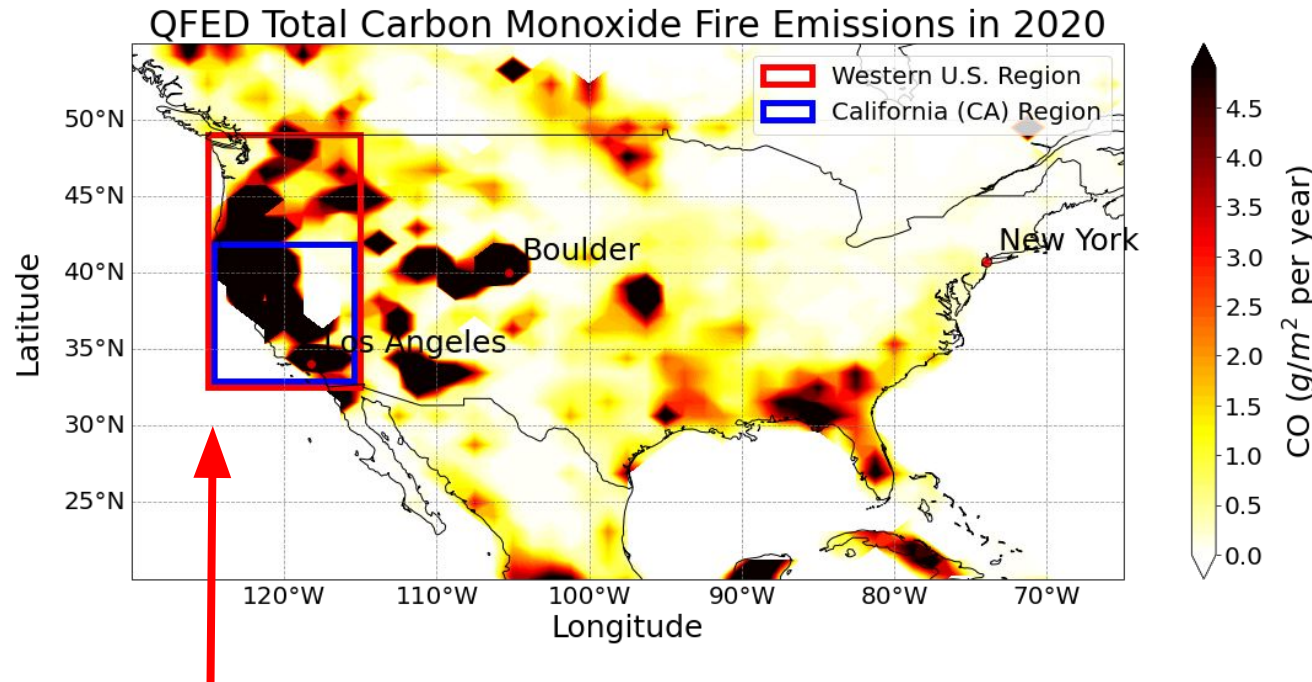 QFED Total Carbon Monoxide Fire Emissions in 2020
Western U.S. Region
California (CA) Region
50°N
45°N
40°N
35°N
30°N
25°N
Latitude
Boulder
New York
Los Angeles
120°W 110°W 100°W 90°W 80°W 70°W
Longitude
4.5
4.0
3.5
3.0
2.5
2.0
1.5
1.0
0.5
0.0
CO (g/m² per year)